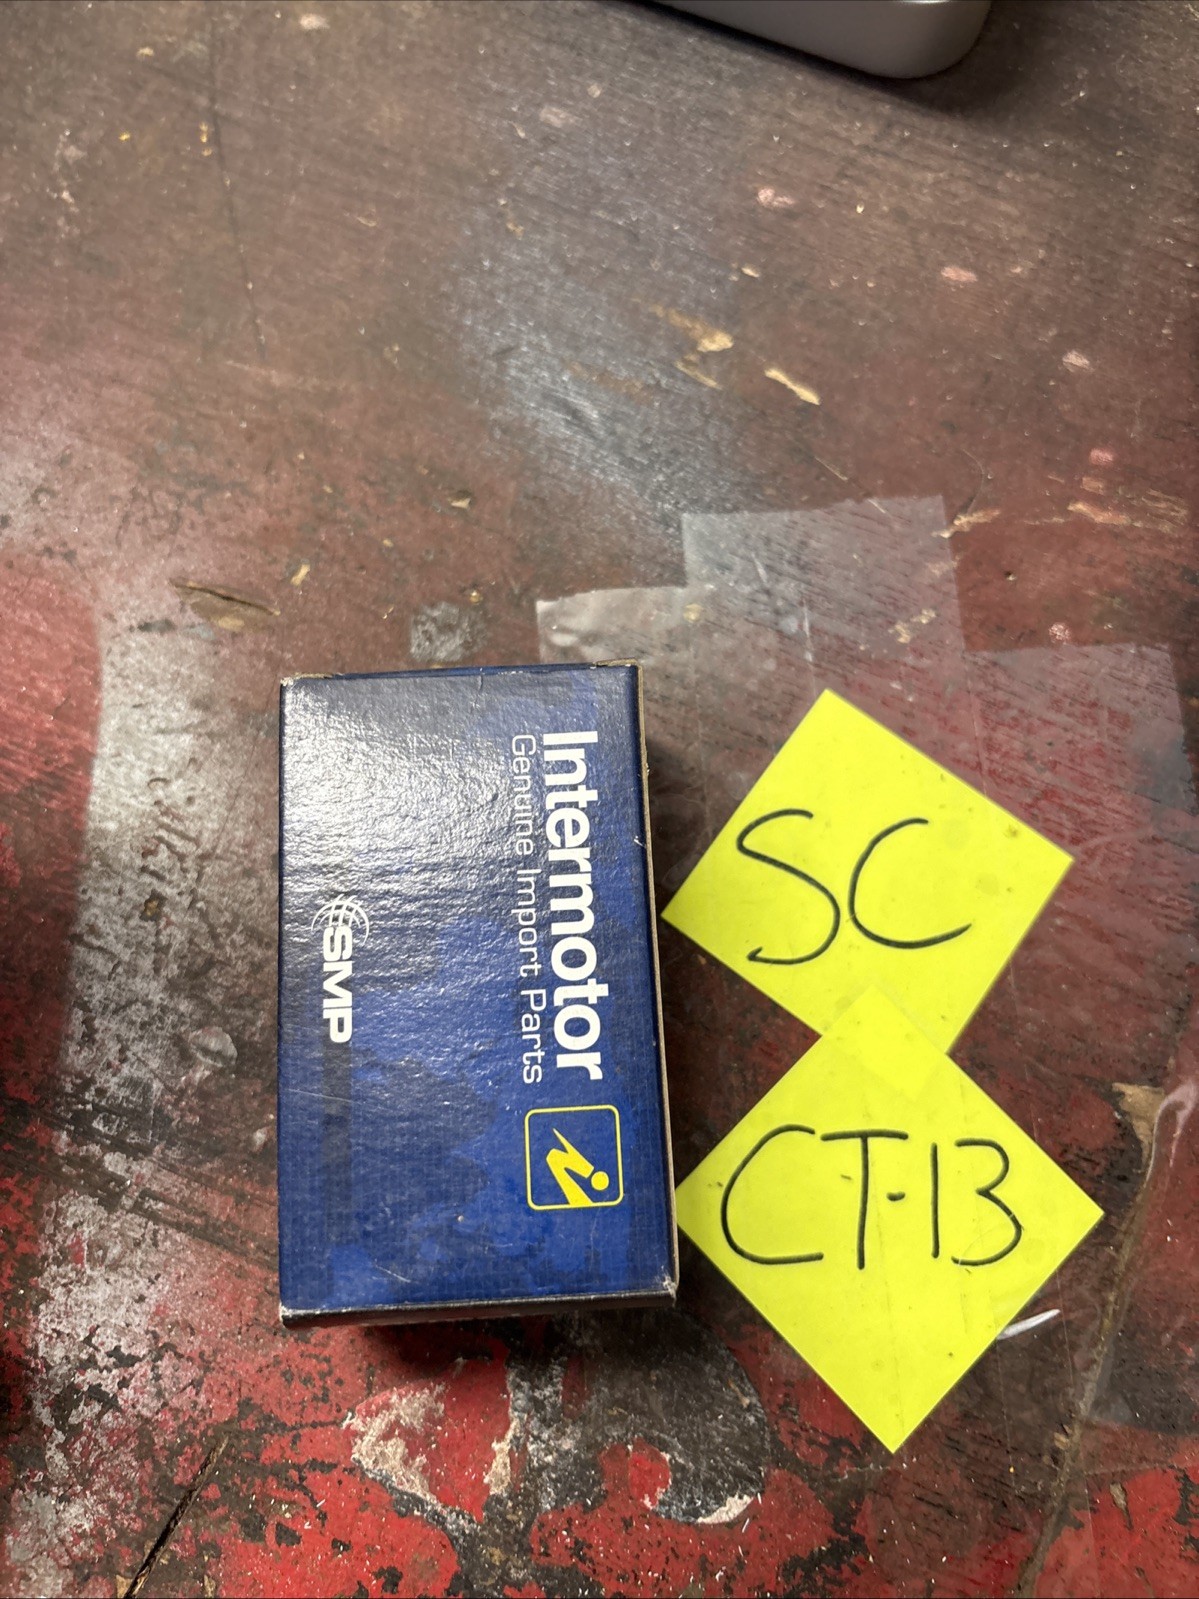 Intermotor
Genuine Import Parts
SMP
SC
CT-13